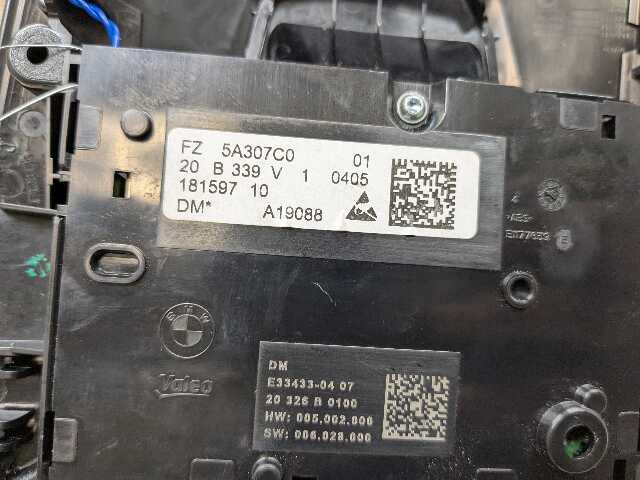 FZ 5A307C0 01
20 B 339 V 1 0405
181597 10
DM* A19088
>ABS<
BMW
Valeo
DM
E33433-04 07
20 326 B 0100
HW: 005.002.000
SW: 006.028.000